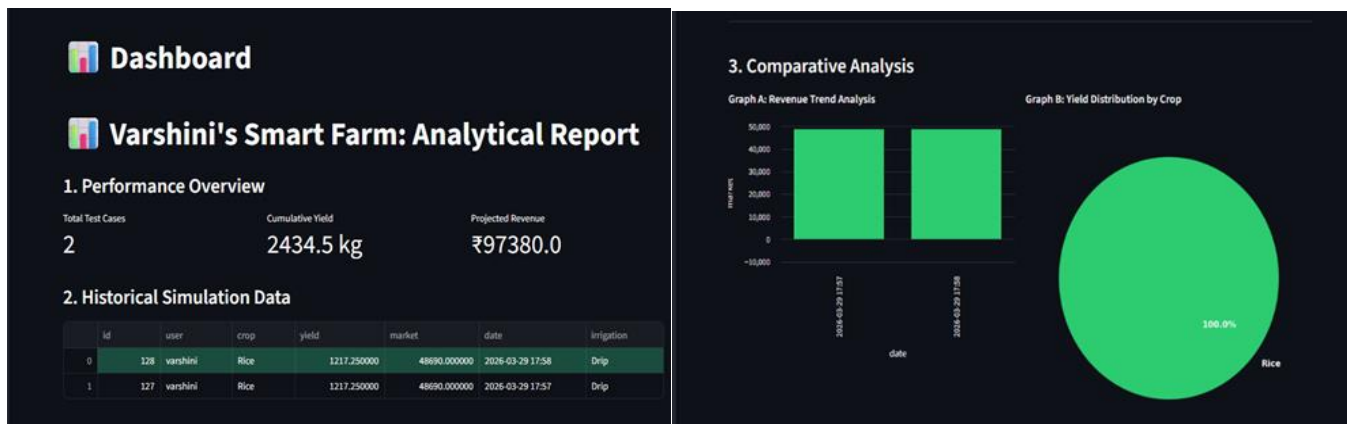 Dashboard
Varshini's Smart Farm: Analytical Report
1. Performance Overview
Total Test Cases Cumulative Yield Projected Revenue
2 2434.5 kg ₹97380.0
2. Historical Simulation Data
id user crop yield market date irrigation
0 128 varshini Rice 1217.250000 48690.000000 2026-03-29 17:58 Drip
1 127 varshini Rice 1217.250000 48690.000000 2026-03-29 17:57 Drip
3. Comparative Analysis
Graph A: Revenue Trend Analysis
50,000
40,000
30,000
20,000
10,000
0
−10,000
2026-03-29 17:57
2026-03-29 17:58
date
Graph B: Yield Distribution by Crop
100.0%
Rice